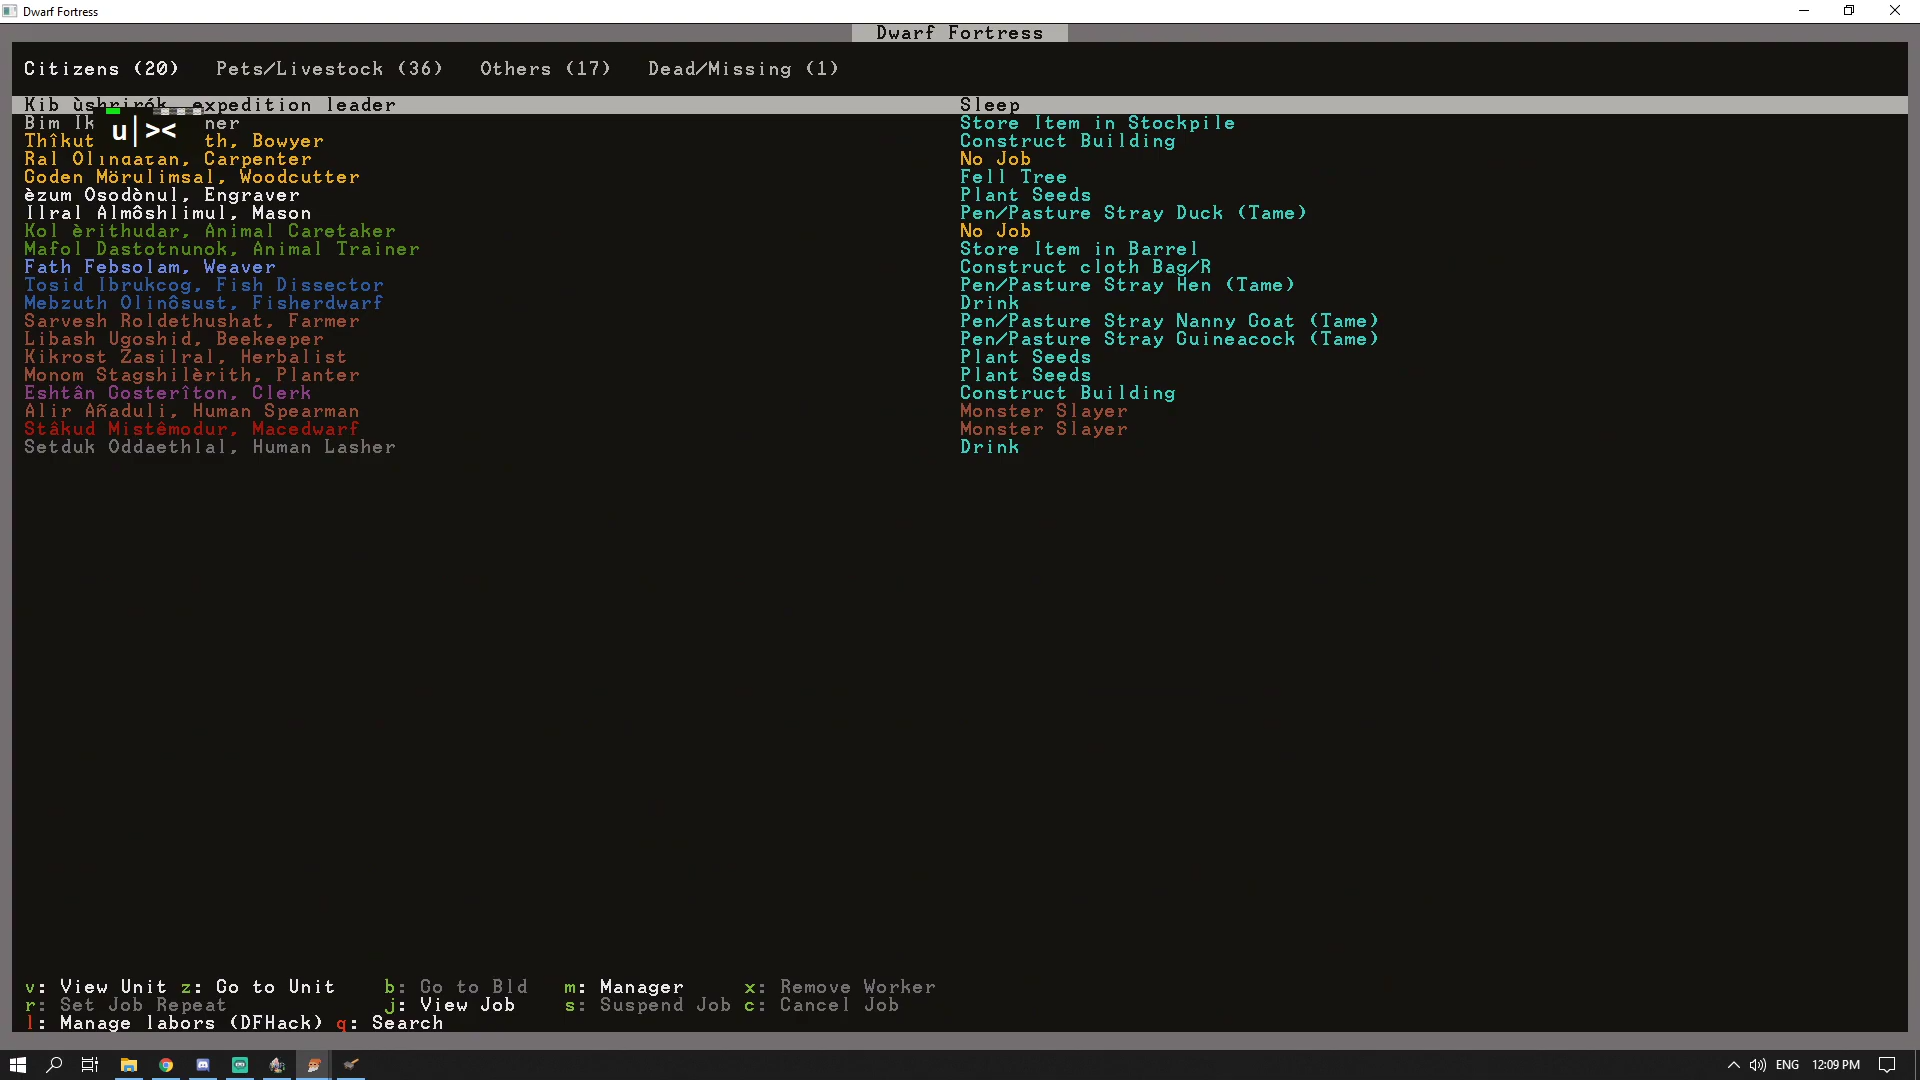 Dwarf Fortress
Dwarf Fortress
Citizens (20) Pets/Livestock (36) Others (17) Dead/Missing (1)
Kib ùshrirók, expedition leader Sleep
Bim Ik ner Store Item in Stockpile
u|><
Thîkut th, Bowyer Construct Building
Ral Olingatan, Carpenter No Job
Goden Mörulimsal, Woodcutter Fell Tree
èzum Osodònul, Engraver Plant Seeds
Ilral Almôshlimul, Mason Pen/Pasture Stray Duck (Tame)
Kol èrithudar, Animal Caretaker No Job
Mafol Dastotnunok, Animal Trainer Store Item in Barrel
Fath Febsolam, Weaver Construct cloth Bag/R
Tosid Ibrukcog, Fish Dissector Pen/Pasture Stray Hen (Tame)
Mebzuth Olinôsust, Fisherdwarf Drink
Sarvesh Roldethushat, Farmer Pen/Pasture Stray Nanny Goat (Tame)
Libash Ugoshid, Beekeeper Pen/Pasture Stray Guineacock (Tame)
Kikrost Zasilral, Herbalist Plant Seeds
Monom Stagshilèrith, Planter Plant Seeds
Eshtân Gosterîton, Clerk Construct Building
Alir Añaduli, Human Spearman Monster Slayer
Stâkud Mistêmodur, Macedwarf Monster Slayer
Setduk Oddaethlal, Human Lasher Drink
v: View Unit z: Go to Unit b: Go to Bld m: Manager x: Remove Worker
r: Set Job Repeat j: View Job s: Suspend Job c: Cancel Job
l: Manage labors (DFHack) q: Search
ENG 12:09 PM